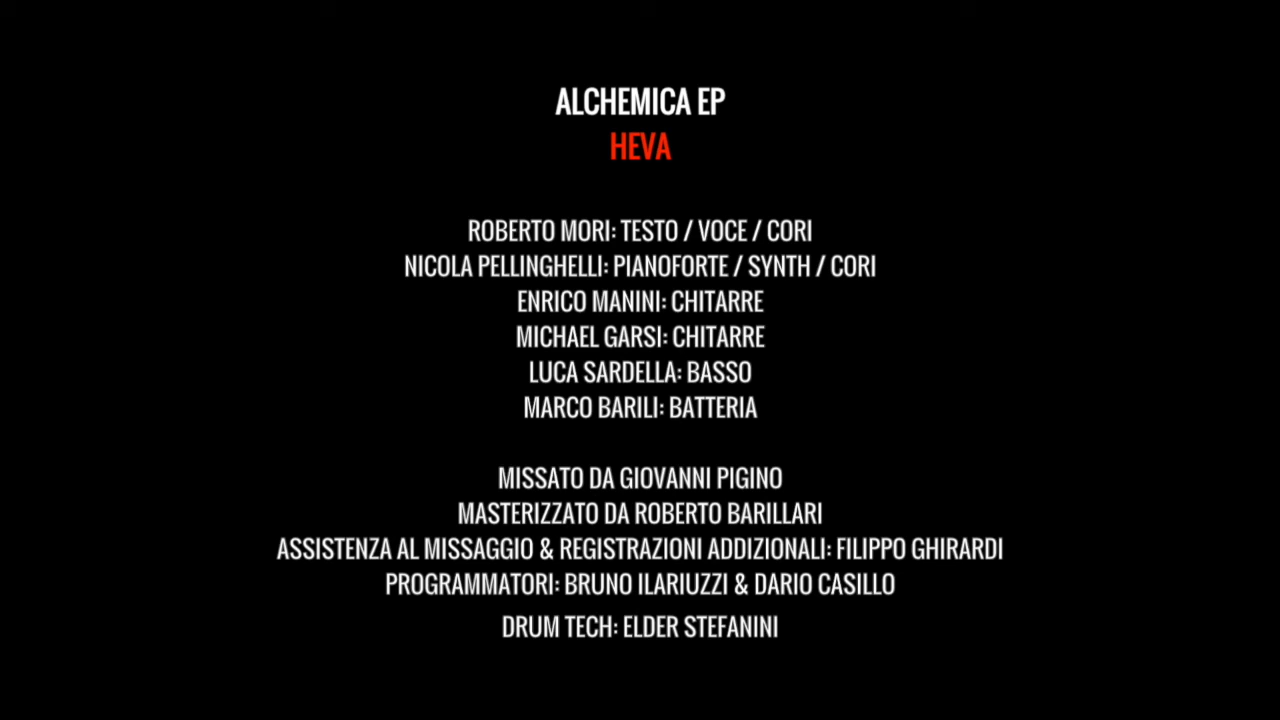 ALCHEMICA EP
HEVA
ROBERTO MORI: TESTO / VOCE / CORI
NICOLA PELLINGHELLI: PIANOFORTE / SYNTH / CORI
ENRICO MANINI: CHITARRE
MICHAEL GARSI: CHITARRE
LUCA SARDELLA: BASSO
MARCO BARILI: BATTERIA
MISSATO DA GIOVANNI PIGINO
MASTERIZZATO DA ROBERTO BARILLARI
ASSISTENZA AL MISSAGGIO & REGISTRAZIONI ADDIZIONALI: FILIPPO GHIRARDI
PROGRAMMATORI: BRUNO ILARIUZZI & DARIO CASILLO
DRUM TECH: ELDER STEFANINI